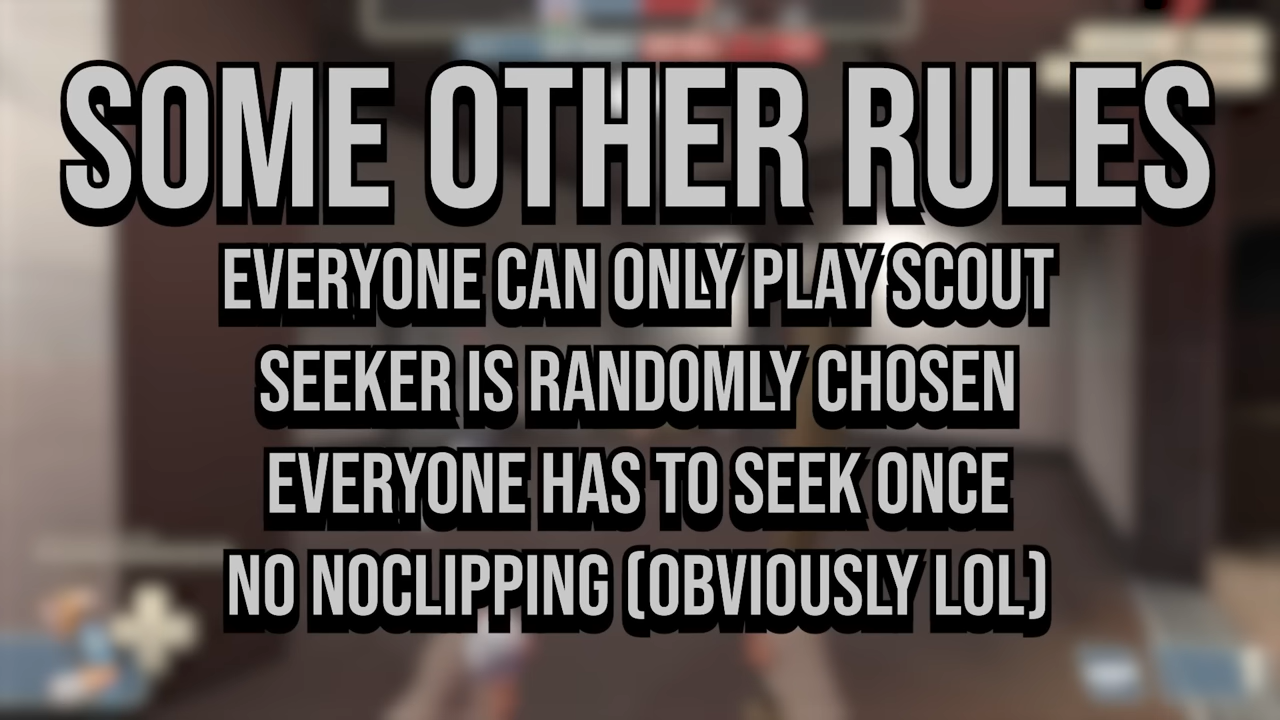 SOME OTHER RULES
EVERYONE CAN ONLY PLAY SCOUT
SEEKER IS RANDOMLY CHOSEN
EVERYONE HAS TO SEEK ONCE
NO NOCLIPPING (OBVIOUSLY LOL)